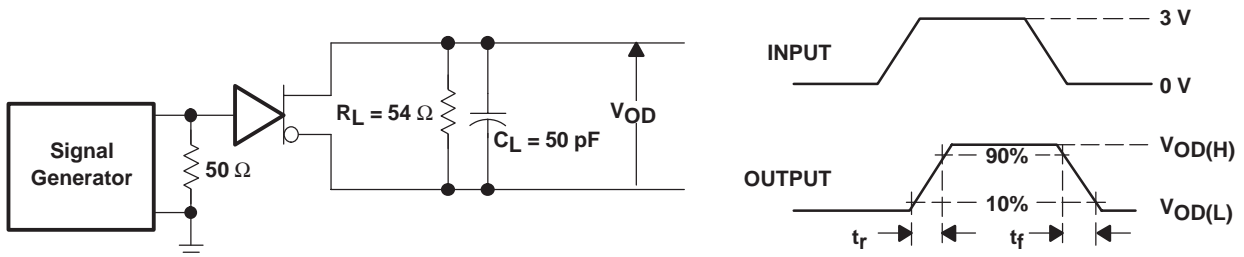 Signal
Generator
50 Ω
R_L = 54 Ω
C_L = 50 pF
V_OD
INPUT
3 V
0 V
OUTPUT
90%
10%
V_OD(H)
V_OD(L)
t_r
t_f